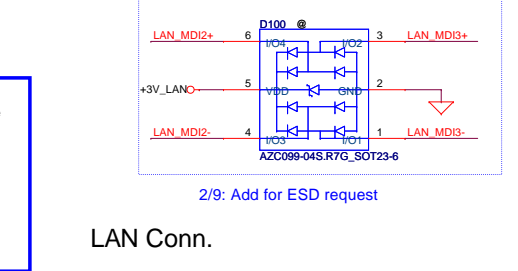 D100 @
LAN_MDI2+ 6 I/O4 I/O2 3 LAN_MDI3+
+3V_LAN 5 VDD GND 2
LAN_MDI2- 4 I/O3 I/O1 1 LAN_MDI3-
AZC099-04S.R7G_SOT23-6
2/9: Add for ESD request
LAN Conn.